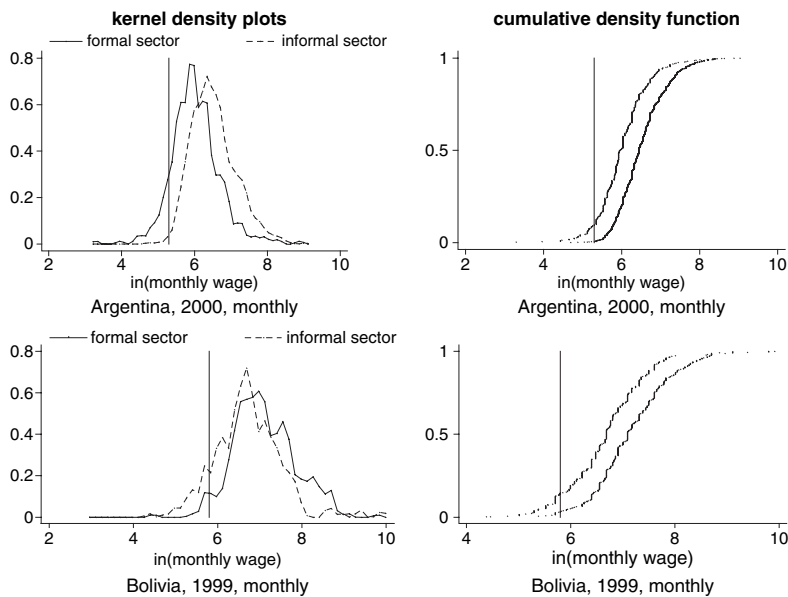 kernel density plots
formal sector
informal sector
0.8
0.6
0.4
0.2
0
2
4
6
8
10
in(monthly wage)
Argentina, 2000, monthly
cumulative density function
1
0.5
0
2
4
6
8
10
in(monthly wage)
Argentina, 2000, monthly
formal sector
informal sector
0.8
0.6
0.4
0.2
0
2
4
6
8
10
in(monthly wage)
Bolivia, 1999, monthly
1
0.5
0
4
6
8
10
in(monthly wage)
Bolivia, 1999, monthly